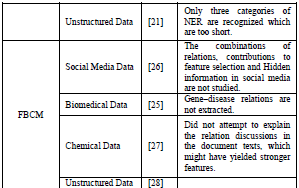 Unstructured Data [21] Only three categories of
NER are recognized which
are too short.
FBCM
Social Media Data [26] The combinations of
relations, contributions to
feature selection and Hidden
information in social media
are not studied.
Biomedical Data [25] Gene–disease relations are
not extracted.
Chemical Data [27] Did not attempt to explain
the relation discussions in
the document texts, which
might have yielded stronger
features.
Unstructured Data [28]